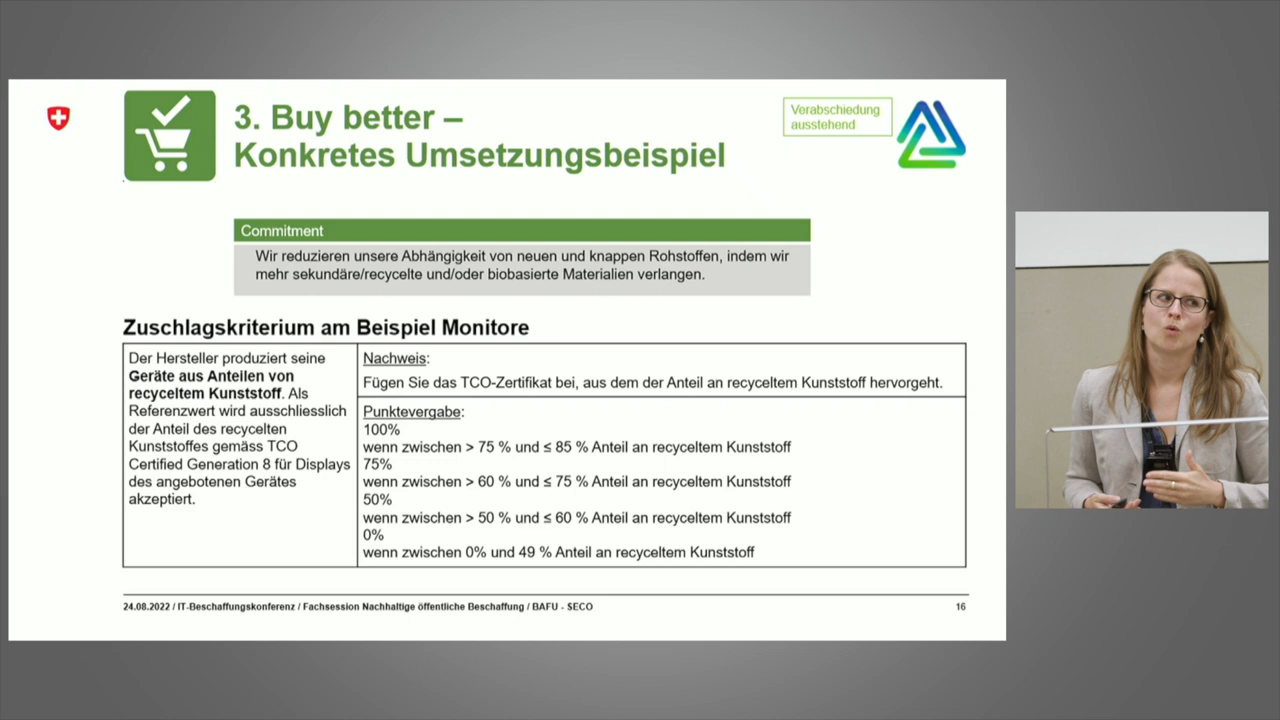 3. Buy better –
Konkretes Umsetzungsbeispiel
Verabschiedung
ausstehend
Commitment
Wir reduzieren unsere Abhängigkeit von neuen und knappen Rohstoffen, indem wir
mehr sekundäre/recycelte und/oder biobasierte Materialien verlangen.
Zuschlagskriterium am Beispiel Monitore
Der Hersteller produziert seine
Geräte aus Anteilen von
recyceltem Kunststoff. Als
Referenzwert wird ausschliesslich
der Anteil des recycelten
Kunststoffes gemäss TCO
Certified Generation 8 für Displays
des angebotenen Gerätes
akzeptiert.
Nachweis:
Fügen Sie das TCO-Zertifikat bei, aus dem der Anteil an recyceltem Kunststoff hervorgeht.
Punktevergabe:
100%
wenn zwischen > 75 % und ≤ 85 % Anteil an recyceltem Kunststoff
75%
wenn zwischen > 60 % und ≤ 75 % Anteil an recyceltem Kunststoff
50%
wenn zwischen > 50 % und ≤ 60 % Anteil an recyceltem Kunststoff
0%
wenn zwischen 0% und 49 % Anteil an recyceltem Kunststoff
24.08.2022 / IT-Beschaffungskonferenz / Fachsession Nachhaltige öffentliche Beschaffung / BAFU - SECO
16